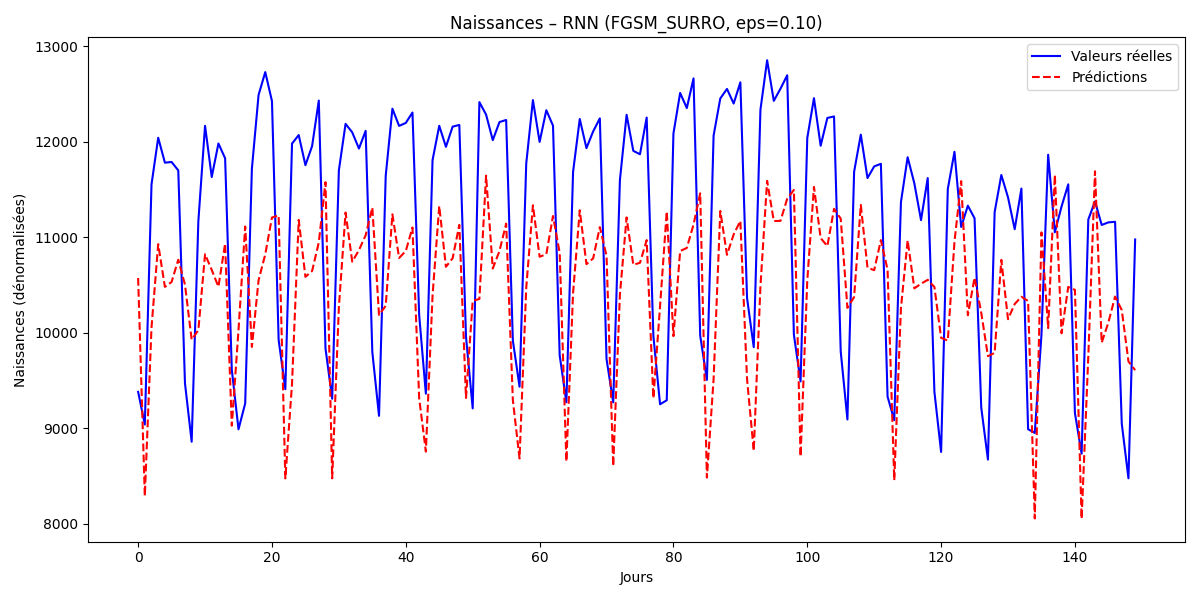 Naissances – RNN (FGSM_SURRO, eps=0.10)
Valeurs réelles
Prédictions
Naissances (dénormalisées)
13000
12000
11000
10000
9000
8000
0 20 40 60 80 100 120 140
Jours